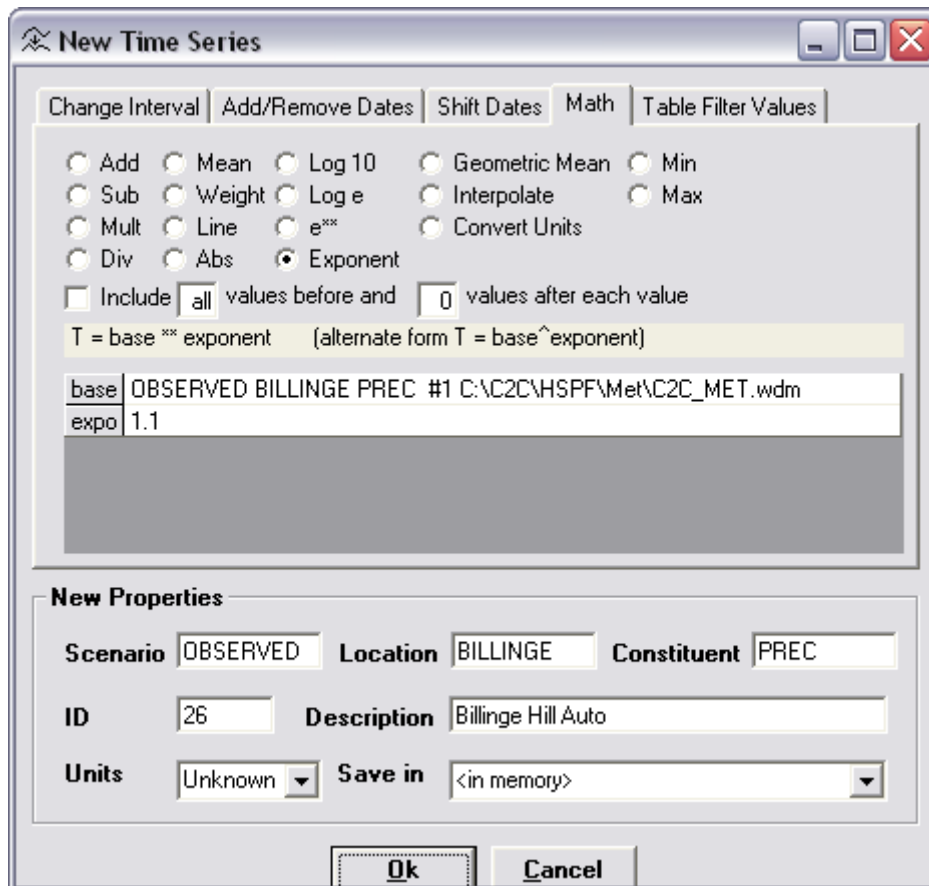 New Time Series
Change Interval Add/Remove Dates Shift Dates Math Table Filter Values
Add Mean Log 10 Geometric Mean Min
Sub Weight Log e Interpolate Max
Mult Line e** Convert Units
Div Abs Exponent
Include all values before and 0 values after each value
T = base ** exponent (alternate form T = base^exponent)
base OBSERVED BILLINGE PREC #1 C:\C2C\HSPF\Met\C2C_MET.wdm
expo 1.1
New Properties
Scenario OBSERVED Location BILLINGE Constituent PREC
ID 26 Description Billinge Hill Auto
Units Unknown Save in <in memory>
Ok Cancel